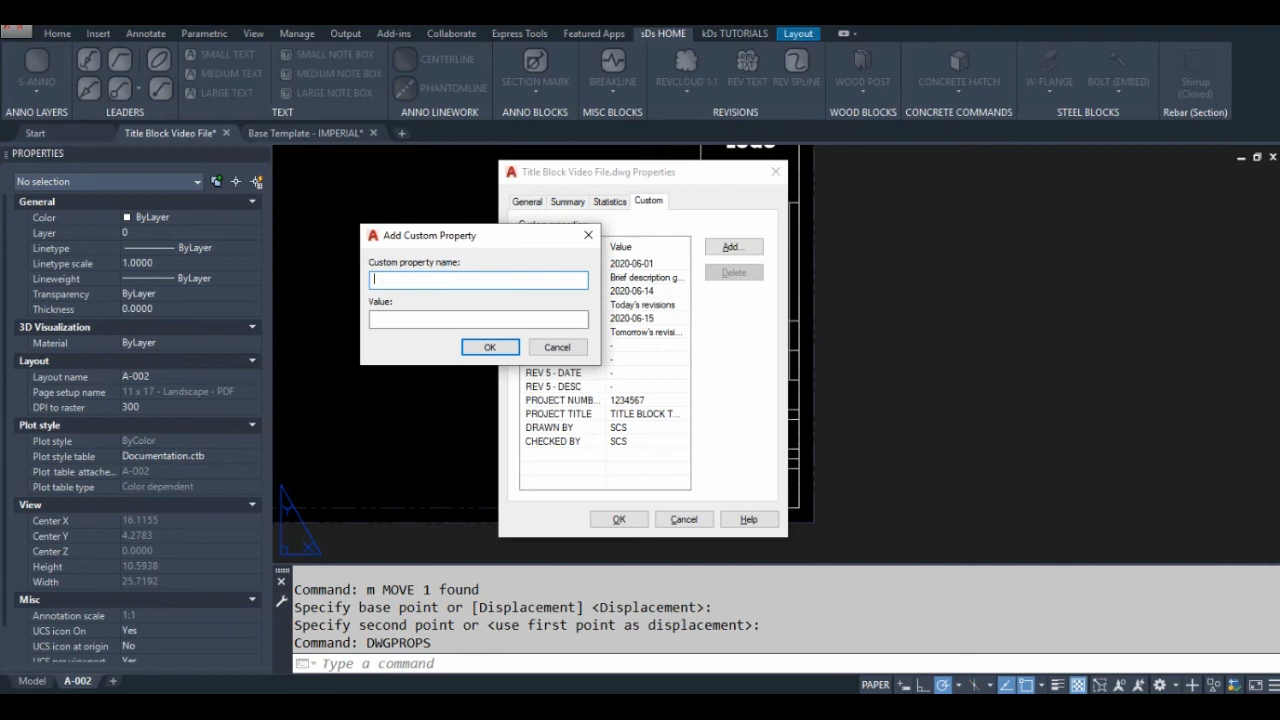 Home Insert Annotate Parametric View Manage Output Add-ins Collaborate Express Tools Featured Apps sDs HOME kDs TUTORIALS Layout
S-ANNO
SMALL TEXT
MEDIUM TEXT
LARGE TEXT
SMALL NOTE BOX
MEDIUM NOTE BOX
LARGE NOTE BOX
CENTERLINE
PHANTOMLINE
SECTION MARK
BREAKLINE
REVCLOUD 1:1
REV TEXT
REV SPLINE
WOOD POST
CONCRETE HATCH
W-FLANGE
BOLT (EMBED)
Stirrup
(Closed)
ANNO LAYERS LEADERS TEXT ANNO LINEWORK ANNO BLOCKS MISC BLOCKS REVISIONS WOOD BLOCKS CONCRETE COMMANDS STEEL BLOCKS Rebar (Section)
Start Title Block Video File* Base Template - IMPERIAL*
PROPERTIES
No selection
General
Color ByLayer
Layer 0
Linetype ByLayer
Linetype scale 1.0000
Lineweight ByLayer
Transparency ByLayer
Thickness 0.0000
3D Visualization
Material ByLayer
Layout
Layout name A-002
Page setup name 11 x 17 - Landscape - PDF
DPI to raster 300
Plot style
Plot style ByColor
Plot style table Documentation.ctb
Plot table attache... A-002
Plot table type Color dependent
View
Center X 16.1155
Center Y 4.2783
Center Z 0.0000
Height 10.5938
Width 25.7192
Misc
Annotation scale 1:1
UCS icon On Yes
UCS icon at origin No
UCS per viewport Yes
Title Block Video File.dwg Properties
General Summary Statistics Custom
Value
2020-06-01
Brief description g...
2020-06-14
Today's revisions
2020-06-15
Tomorrow's revisi...
-
-
REV 5 - DATE -
REV 5 - DESC -
PROJECT NUMB... 1234567
PROJECT TITLE TITLE BLOCK T...
DRAWN BY SCS
CHECKED BY SCS
Add...
Delete
OK Cancel Help
Add Custom Property
Custom property name:
Value:
OK Cancel
Y
X
Command: m MOVE 1 found
Specify base point or [Displacement] <Displacement>:
Specify second point or <use first point as displacement>:
Command: DWGPROPS
Type a command
Model A-002
PAPER